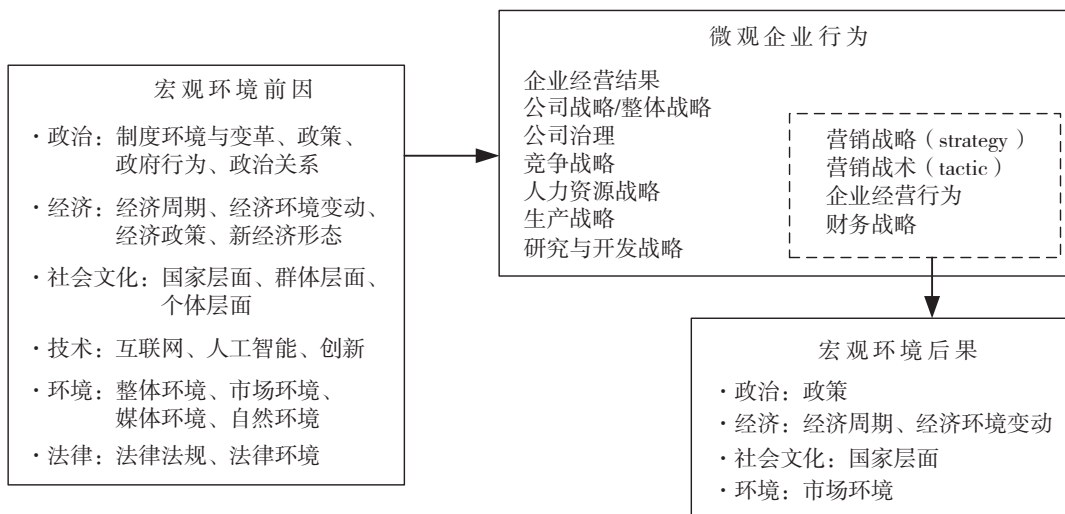 宏观环境前因
·政治：制度环境与变革、政策、
政府行为、政治关系
·经济：经济周期、经济环境变动、
经济政策、新经济形态
·社会文化：国家层面、群体层面、
个体层面
·技术：互联网、人工智能、创新
·环境：整体环境、市场环境、
媒体环境、自然环境
·法律：法律法规、法律环境
微观企业行为
企业经营结果
公司战略/整体战略
公司治理
竞争战略
人力资源战略
生产战略
研究与开发战略
营销战略（strategy）
营销战术（tactic）
企业经营行为
财务战略
宏观环境后果
·政治：政策
·经济：经济周期、经济环境变动
·社会文化：国家层面
·环境：市场环境